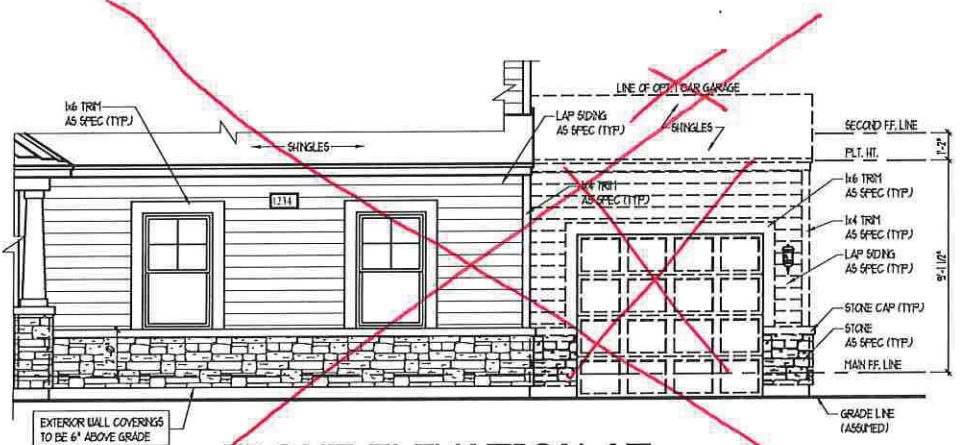 LINE OF OPT. 1 CAR GARAGE
1x6 TRIM
AS SPEC (TYP.)
LAP SIDING
AS SPEC (TYP.)
SHINGLES
SHINGLES
SECOND F.F. LINE
1'-2"
PLT. HT.
1x4 TRIM
AS SPEC (TYP.)
1x6 TRIM
AS SPEC (TYP.)
1234
1x4 TRIM
AS SPEC (TYP.)
LAP SIDING
AS SPEC (TYP.)
9'-1 1/2"
STONE CAP (TYP.)
STONE
AS SPEC (TYP.)
MAIN F.F. LINE
EXTERIOR WALL COVERINGS
TO BE 6" ABOVE GRADE
GRADE LINE
(ASSUMED)